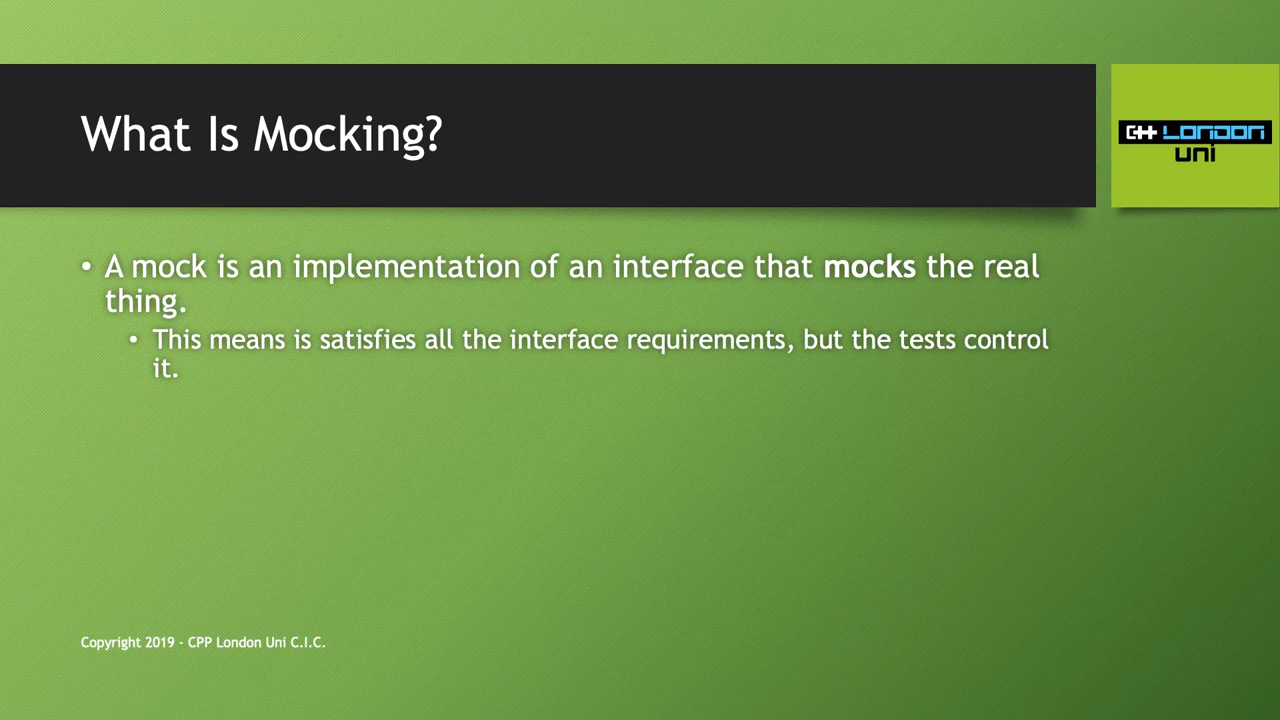 What Is Mocking?
C++ London
uni
• A mock is an implementation of an interface that mocks the real
thing.
• This means is satisfies all the interface requirements, but the tests control
it.
Copyright 2019 - CPP London Uni C.I.C.